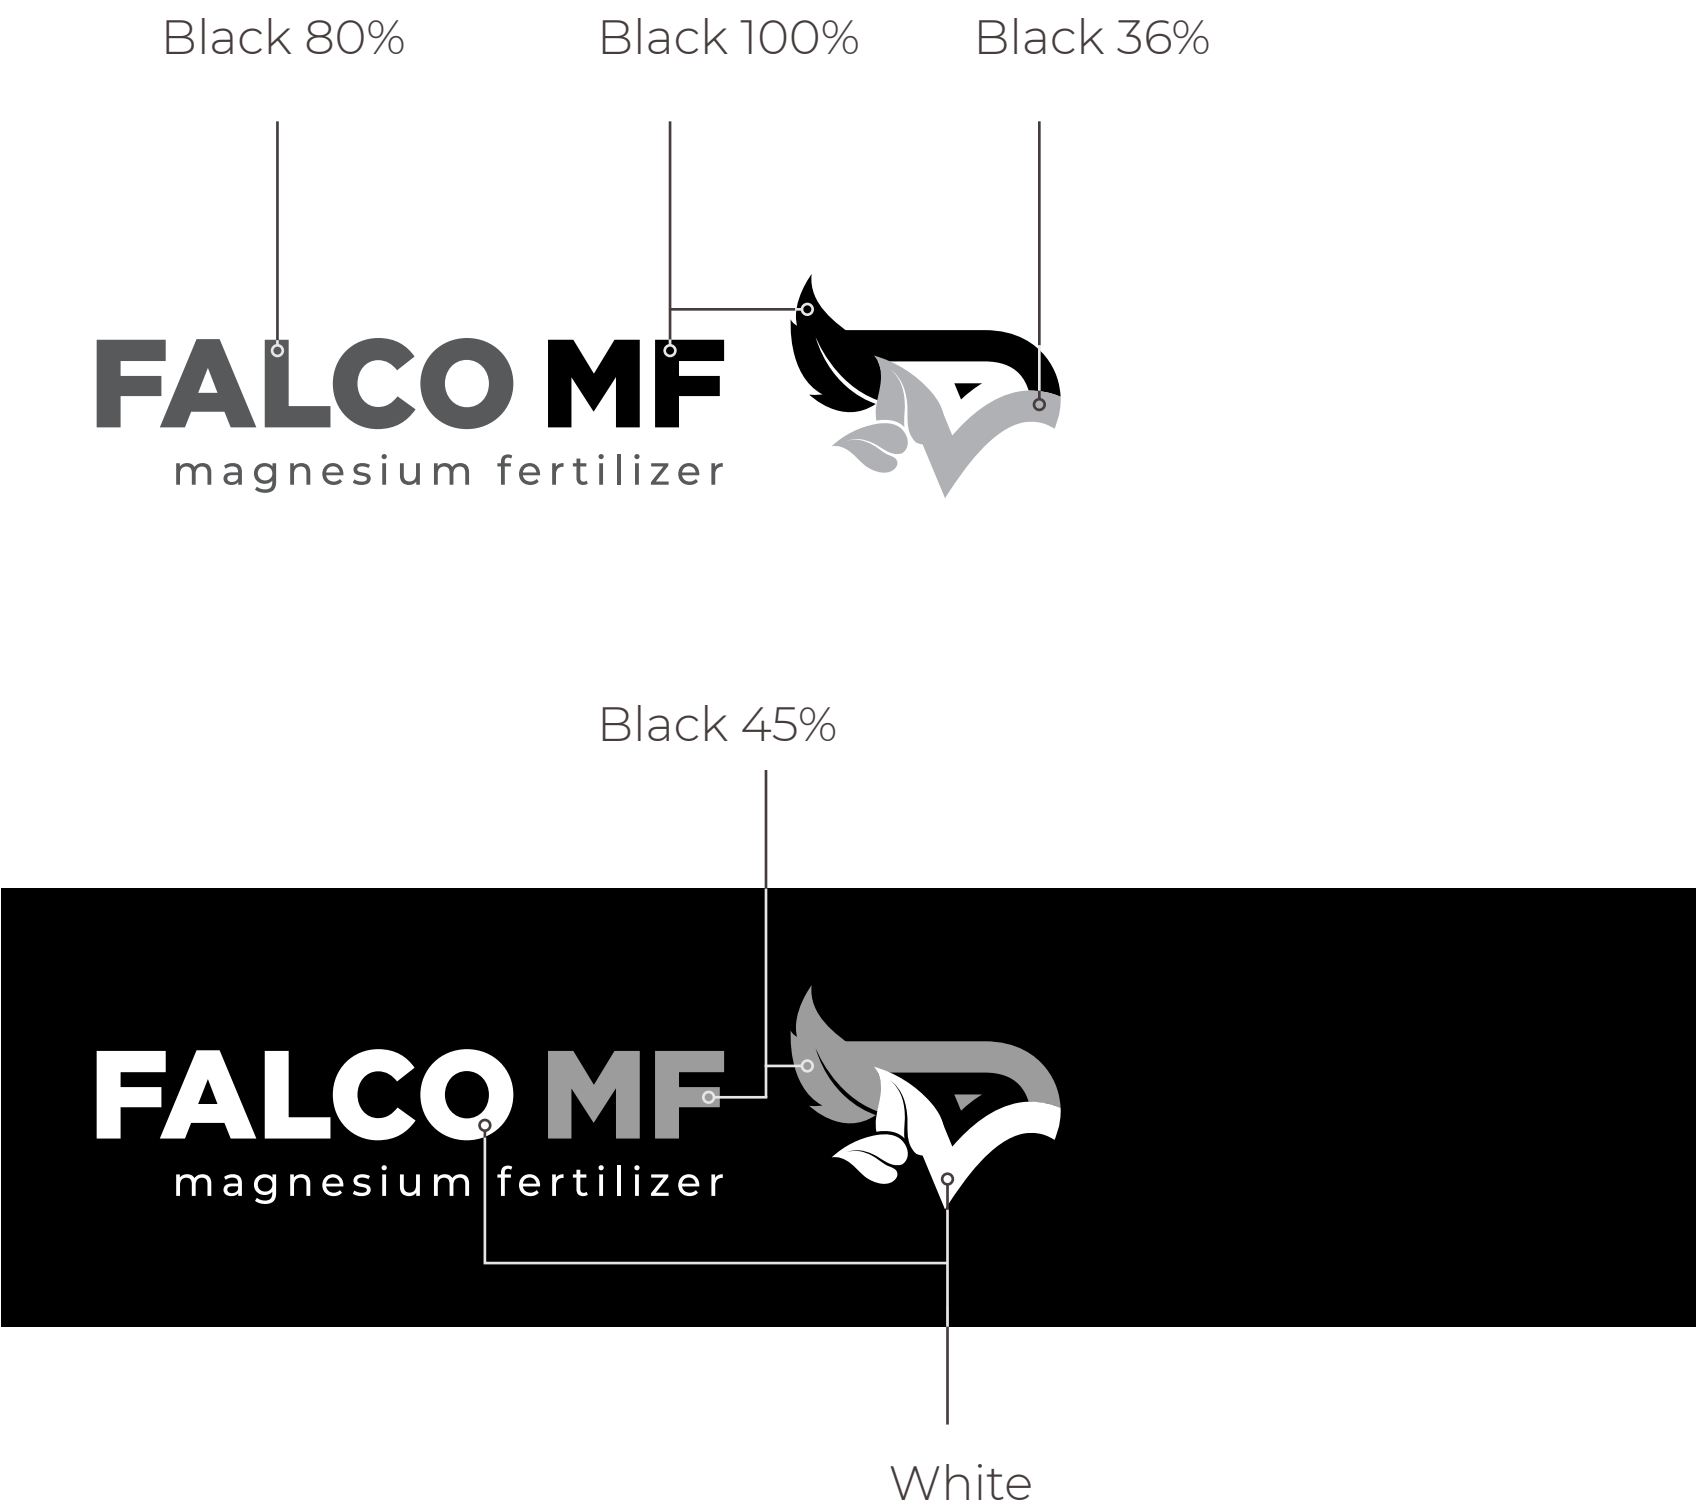 Black 80% Black 100% Black 36%
FALCO MF
magnesium fertilizer
Black 45%
FALCO MF
magnesium fertilizer
White